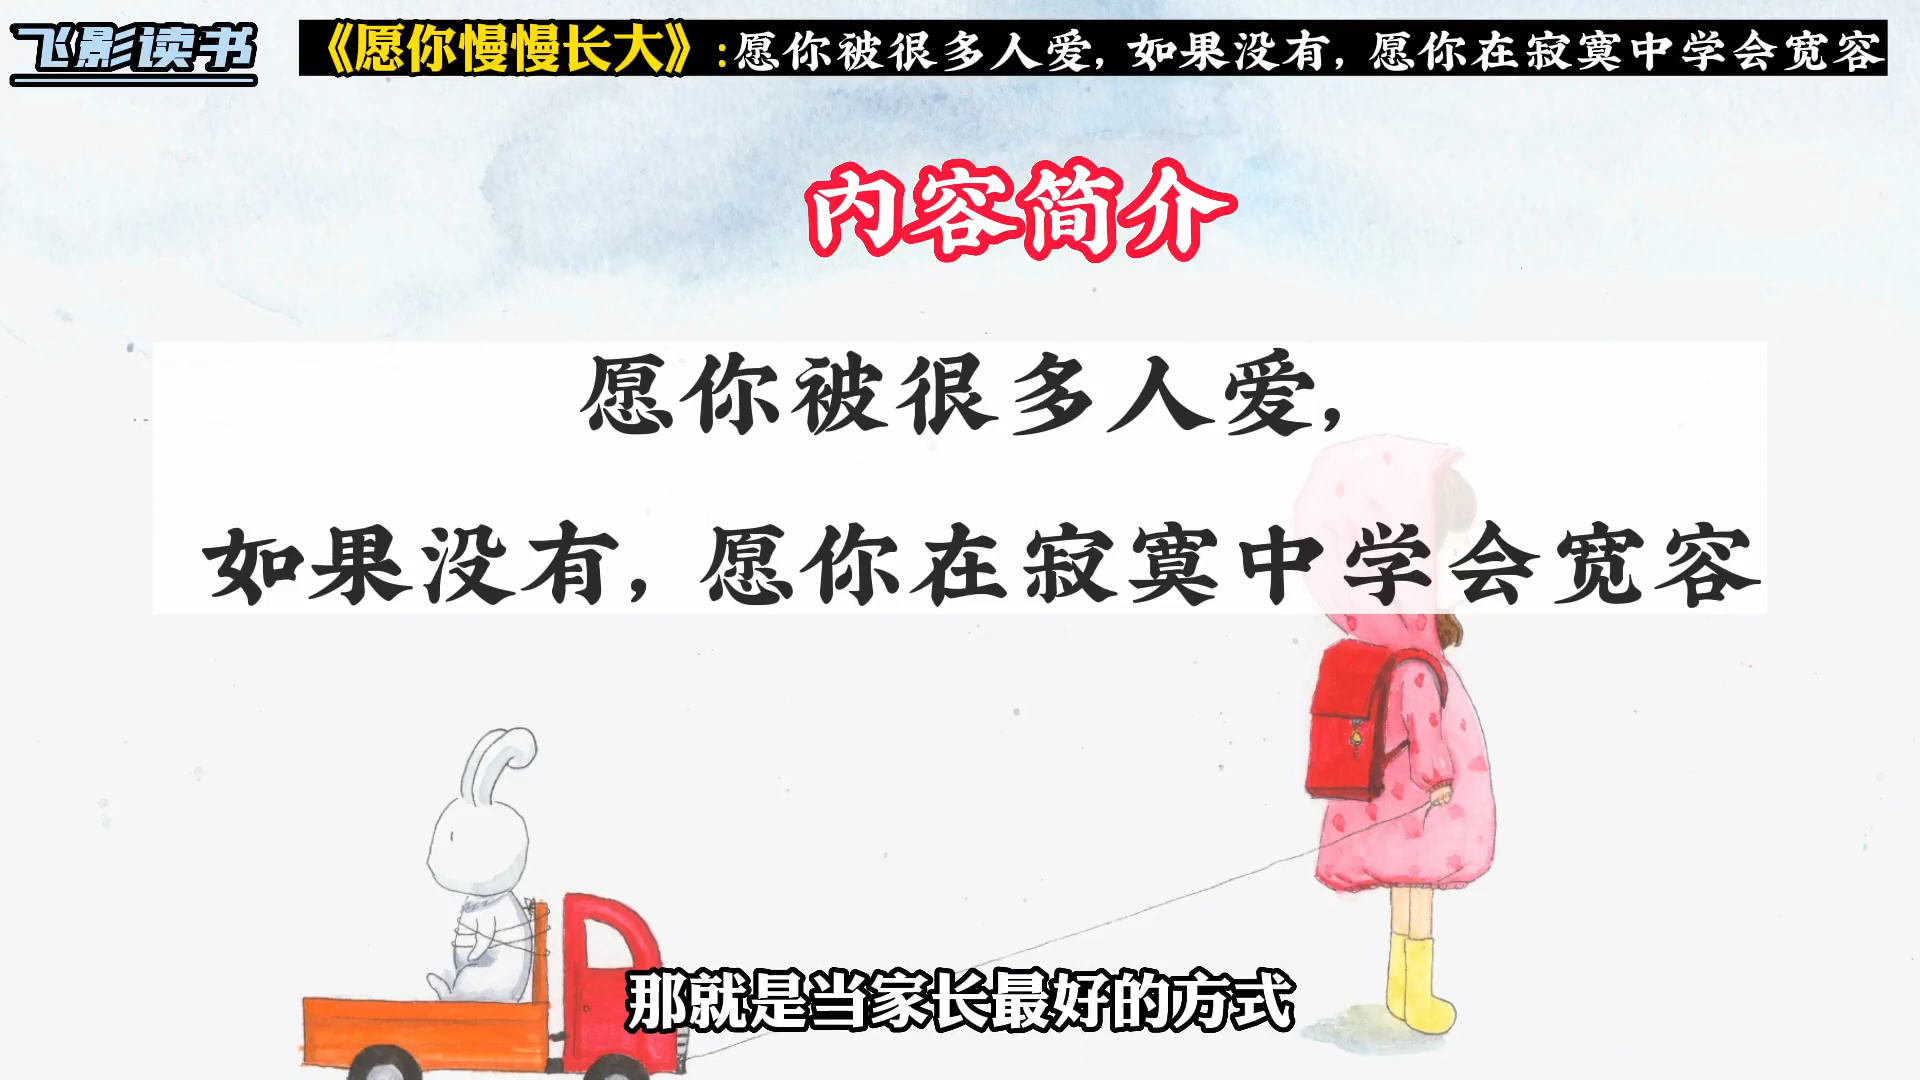 飞影读书
《愿你慢慢长大》:愿你被很多人爱,如果没有,愿你在寂寞中学会宽容
内容简介
愿你被很多人爱,
如果没有,愿你在寂寞中学会宽容
那就是当家长最好的方式